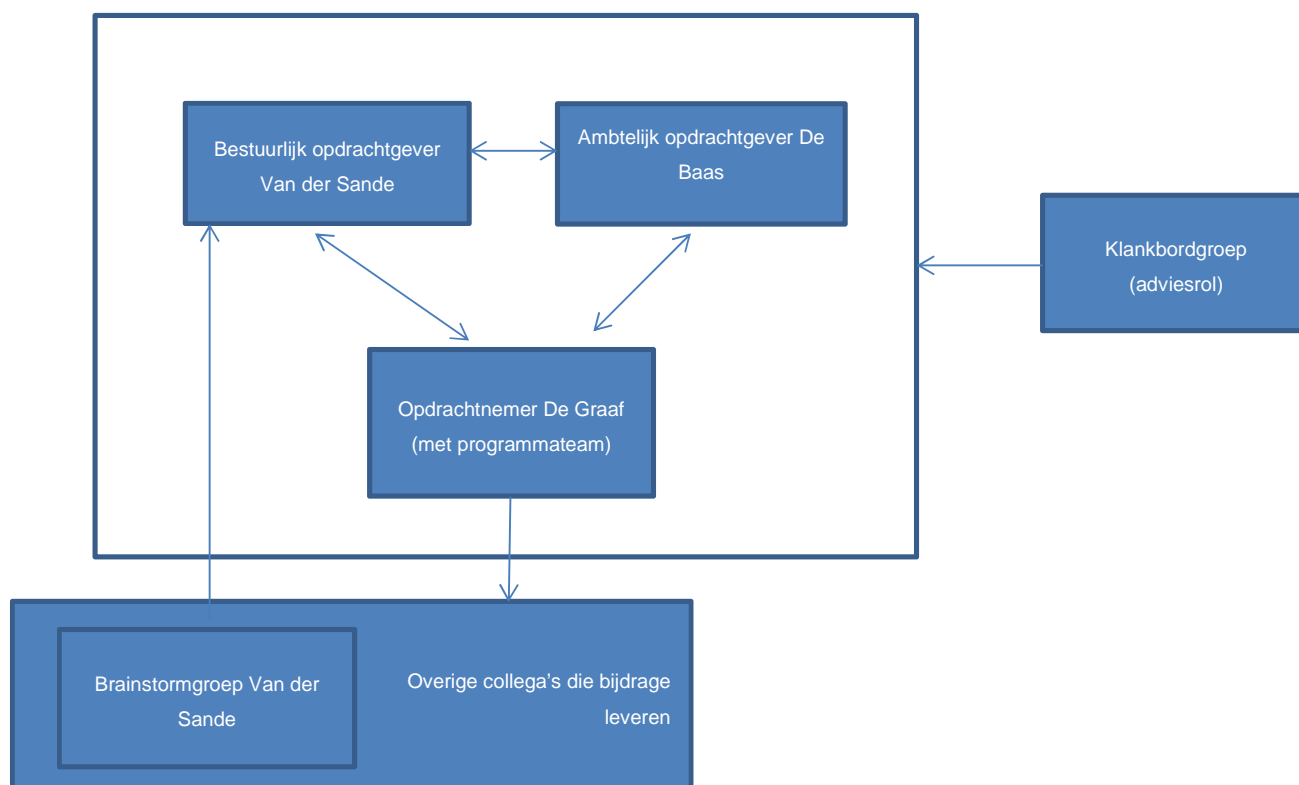 Bestuurlijk opdrachtgever
Van der Sande
Ambtelijk opdrachtgever De
Baas
Klankbordgroep
(adviesrol)
Opdrachtnemer De Graaf
(met programmateam)
Brainstormgroep Van der
Sande
Overige collega’s die bijdrage
leveren